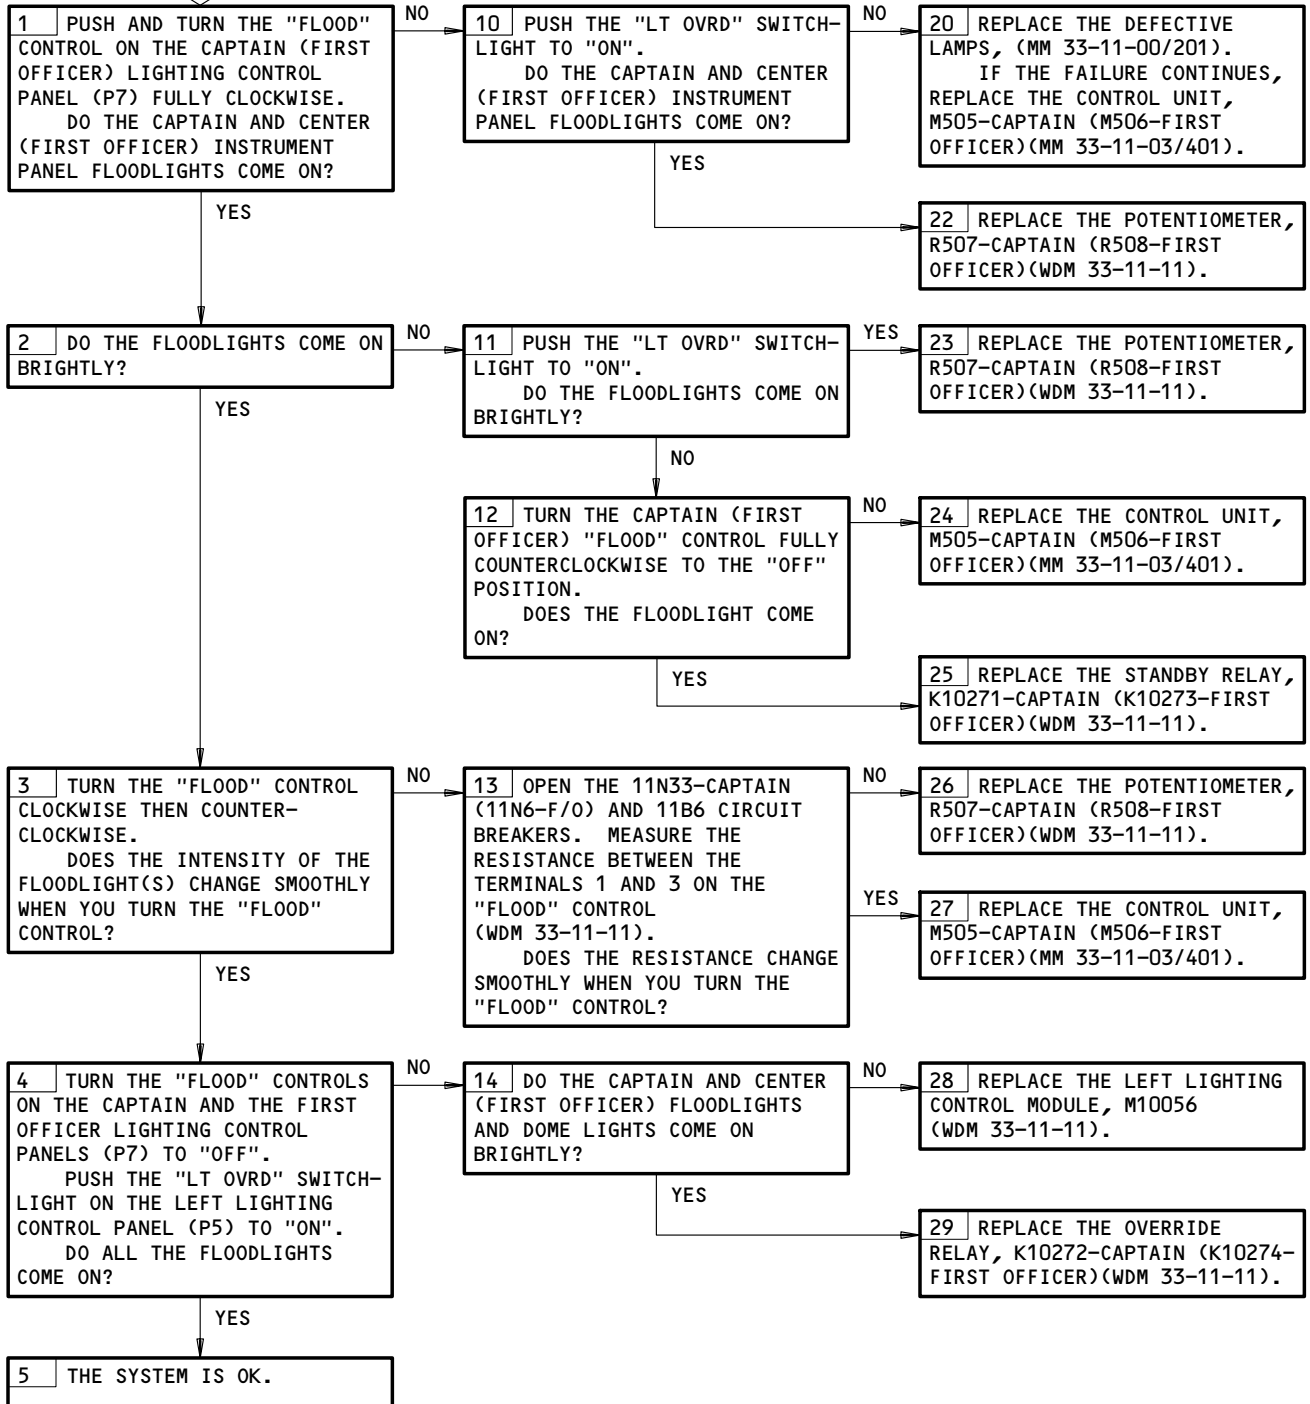 1 PUSH AND TURN THE "FLOOD"
CONTROL ON THE CAPTAIN (FIRST
OFFICER) LIGHTING CONTROL
PANEL (P7) FULLY CLOCKWISE.
DO THE CAPTAIN AND CENTER
(FIRST OFFICER) INSTRUMENT
PANEL FLOODLIGHTS COME ON?
NO
YES
10 PUSH THE "LT OVRD" SWITCH-
LIGHT TO "ON".
DO THE CAPTAIN AND CENTER
(FIRST OFFICER) INSTRUMENT
PANEL FLOODLIGHTS COME ON?
NO
YES
20 REPLACE THE DEFECTIVE
LAMPS, (MM 33-11-00/201).
IF THE FAILURE CONTINUES,
REPLACE THE CONTROL UNIT,
M505-CAPTAIN (M506-FIRST
OFFICER)(MM 33-11-03/401).
22 REPLACE THE POTENTIOMETER,
R507-CAPTAIN (R508-FIRST
OFFICER)(WDM 33-11-11).
2 DO THE FLOODLIGHTS COME ON
BRIGHTLY?
NO
YES
11 PUSH THE "LT OVRD" SWITCH-
LIGHT TO "ON".
DO THE FLOODLIGHTS COME ON
BRIGHTLY?
YES
NO
23 REPLACE THE POTENTIOMETER,
R507-CAPTAIN (R508-FIRST
OFFICER)(WDM 33-11-11).
12 TURN THE CAPTAIN (FIRST
OFFICER) "FLOOD" CONTROL FULLY
COUNTERCLOCKWISE TO THE "OFF"
POSITION.
DOES THE FLOODLIGHT COME
ON?
NO
YES
24 REPLACE THE CONTROL UNIT,
M505-CAPTAIN (M506-FIRST
OFFICER)(MM 33-11-03/401).
25 REPLACE THE STANDBY RELAY,
K10271-CAPTAIN (K10273-FIRST
OFFICER)(WDM 33-11-11).
3 TURN THE "FLOOD" CONTROL
CLOCKWISE THEN COUNTER-
CLOCKWISE.
DOES THE INTENSITY OF THE
FLOODLIGHT(S) CHANGE SMOOTHLY
WHEN YOU TURN THE "FLOOD"
CONTROL?
NO
YES
13 OPEN THE 11N33-CAPTAIN
(11N6-F/O) AND 11B6 CIRCUIT
BREAKERS. MEASURE THE
RESISTANCE BETWEEN THE
TERMINALS 1 AND 3 ON THE
"FLOOD" CONTROL
(WDM 33-11-11).
DOES THE RESISTANCE CHANGE
SMOOTHLY WHEN YOU TURN THE
"FLOOD" CONTROL?
NO
YES
26 REPLACE THE POTENTIOMETER,
R507-CAPTAIN (R508-FIRST
OFFICER)(WDM 33-11-11).
27 REPLACE THE CONTROL UNIT,
M505-CAPTAIN (M506-FIRST
OFFICER)(MM 33-11-03/401).
4 TURN THE "FLOOD" CONTROLS
ON THE CAPTAIN AND THE FIRST
OFFICER LIGHTING CONTROL
PANELS (P7) TO "OFF".
PUSH THE "LT OVRD" SWITCH-
LIGHT ON THE LEFT LIGHTING
CONTROL PANEL (P5) TO "ON".
DO ALL THE FLOODLIGHTS
COME ON?
NO
YES
14 DO THE CAPTAIN AND CENTER
(FIRST OFFICER) FLOODLIGHTS
AND DOME LIGHTS COME ON
BRIGHTLY?
NO
YES
28 REPLACE THE LEFT LIGHTING
CONTROL MODULE, M10056
(WDM 33-11-11).
29 REPLACE THE OVERRIDE
RELAY, K10272-CAPTAIN (K10274-
FIRST OFFICER)(WDM 33-11-11).
5 THE SYSTEM IS OK.